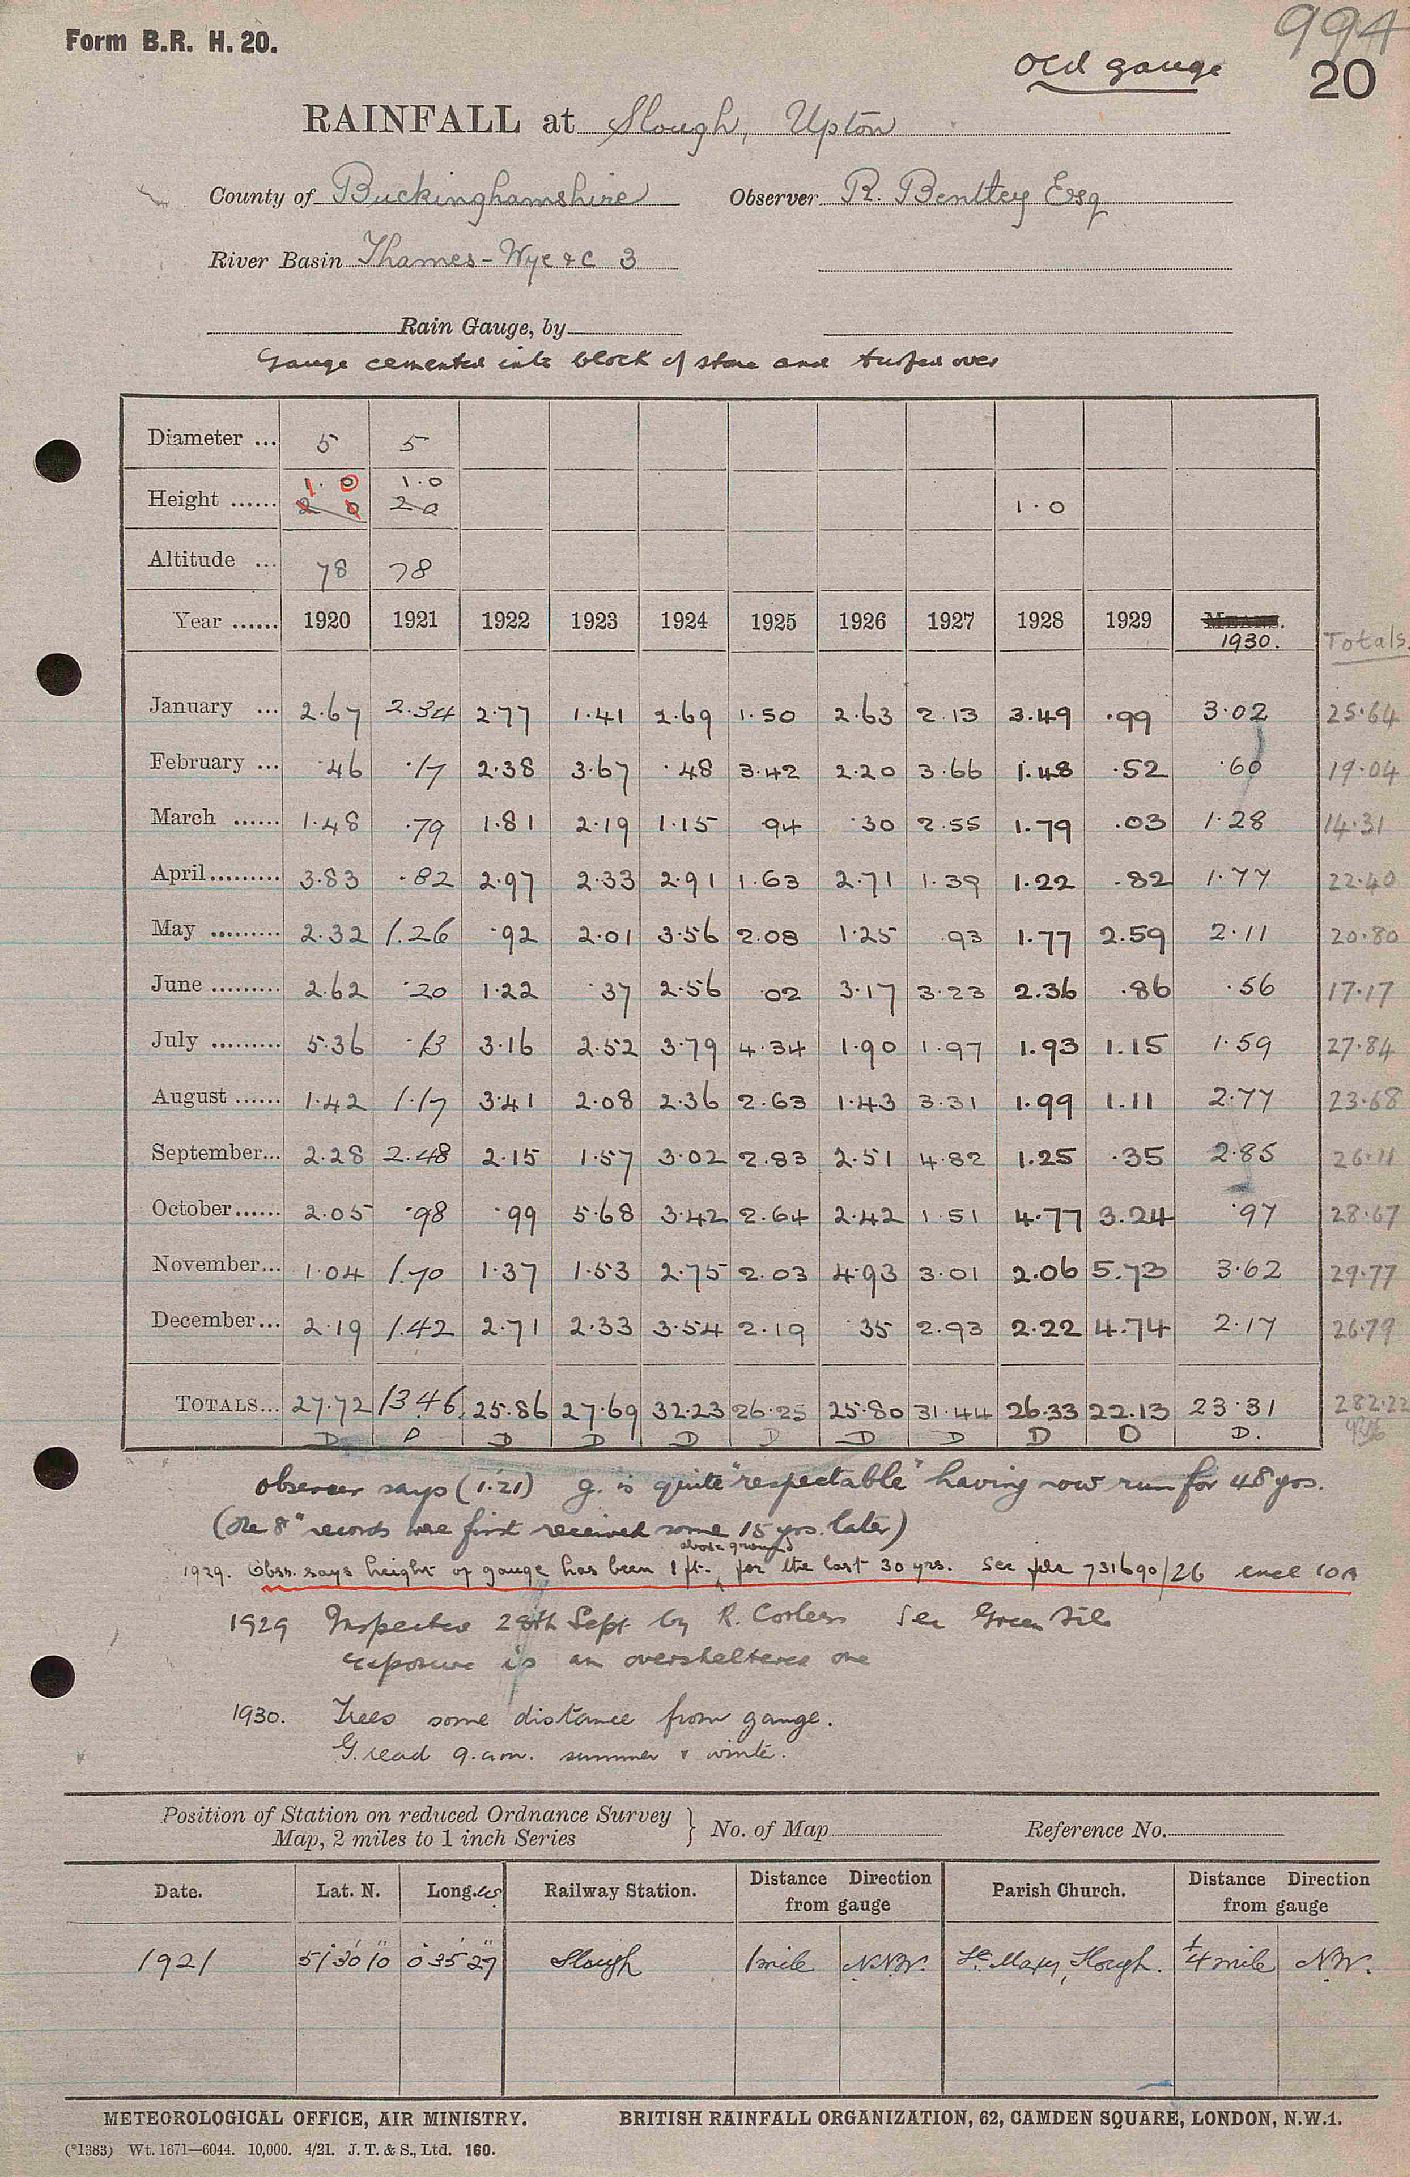 Form B.R. H. 20.
994
old gauge
20
RAINFALL at Slough, Upton
County of Buckinghamshire Observer R. Bentley Esq
River Basin Thames - Wye &c 3
Rain Gauge, by
Gauge cemented into block of stone and turfed over
Diameter ... 5 5
1.0 1.0
Height ...... 2 0 20 1.0
Altitude ... 78 78
Year ...... 1920 1921 1922 1923 1924 1925 1926 1927 1928 1929 MEANS. 1930. Totals.
January ... 2.67 2.34 2.77 1.41 2.69 1.50 2.63 2.13 3.49 .99 3.02 25.64
February ... .46 .17 2.38 3.67 .48 3.42 2.20 3.66 1.48 .52 .60 19.04
March ...... 1.48 .79 1.81 2.19 1.15 94 .30 2.55 1.79 .03 1.28 14.31
April ......... 3.83 .82 2.97 2.33 2.91 1.63 2.71 1.39 1.22 .82 1.77 22.40
May ......... 2.32 1.26 .92 2.01 3.56 2.08 1.25 .93 1.77 2.59 2.11 20.80
June ......... 2.62 .20 1.22 .37 2.56 .02 3.17 3.23 2.36 .86 .56 17.17
July ......... 5.36 .13 3.16 2.52 3.79 4.34 1.90 1.97 1.93 1.15 1.59 27.84
August ...... 1.42 1.17 3.41 2.08 2.36 2.63 1.43 3.31 1.99 1.11 2.77 23.68
September... 2.28 2.48 2.15 1.57 3.02 2.83 2.51 4.82 1.25 .35 2.85 26.11
October...... 2.05 .98 .99 5.68 3.42 2.64 2.42 1.51 4.77 3.24 .97 28.67
November... 1.04 1.70 1.37 1.53 2.75 2.03 4.93 3.01 2.06 5.73 3.62 29.77
December... 2.19 1.42 2.71 2.33 3.54 2.19 .35 2.93 2.22 4.74 2.17 26.79
TOTALS... 27.72 13.46 25.86 27.69 32.23 26.25 25.80 31.44 26.33 22.13 23.31 282.22
D D D D D D D D D D D.
observer says (1.21) g. is quite "respectable" having now run for 48 yrs.
(the 8" records were first received some 15 yrs. later)
above ground
1929. Obsr. says height of gauge has been 1 ft. for the last 30 yrs. See 731690/26 encl 10A
1929 Inspected 28th Sept by R. Corless See Green File
exposure is an oversheltered one
1930. Trees some distance from gauge.
G. read 9.a.m. summer & winter.
Position of Station on reduced Ordnance Survey Map, 2 miles to 1 inch Series } No. of Map Reference No.
Date. Lat. N. Long. W Railway Station. Distance Direction from gauge Parish Church. Distance Direction from gauge
1921 51° 30' 10" 0° 35' 27" Slough 1 mile N.N.W. St. Mary, Slough. 1/4 mile N.W.
METEOROLOGICAL OFFICE, AIR MINISTRY. BRITISH RAINFALL ORGANIZATION, 62, CAMDEN SQUARE, LONDON, N.W.1.
(*1383) Wt. 1671—6044. 10,000. 4/21. J. T. & S., Ltd. 160.